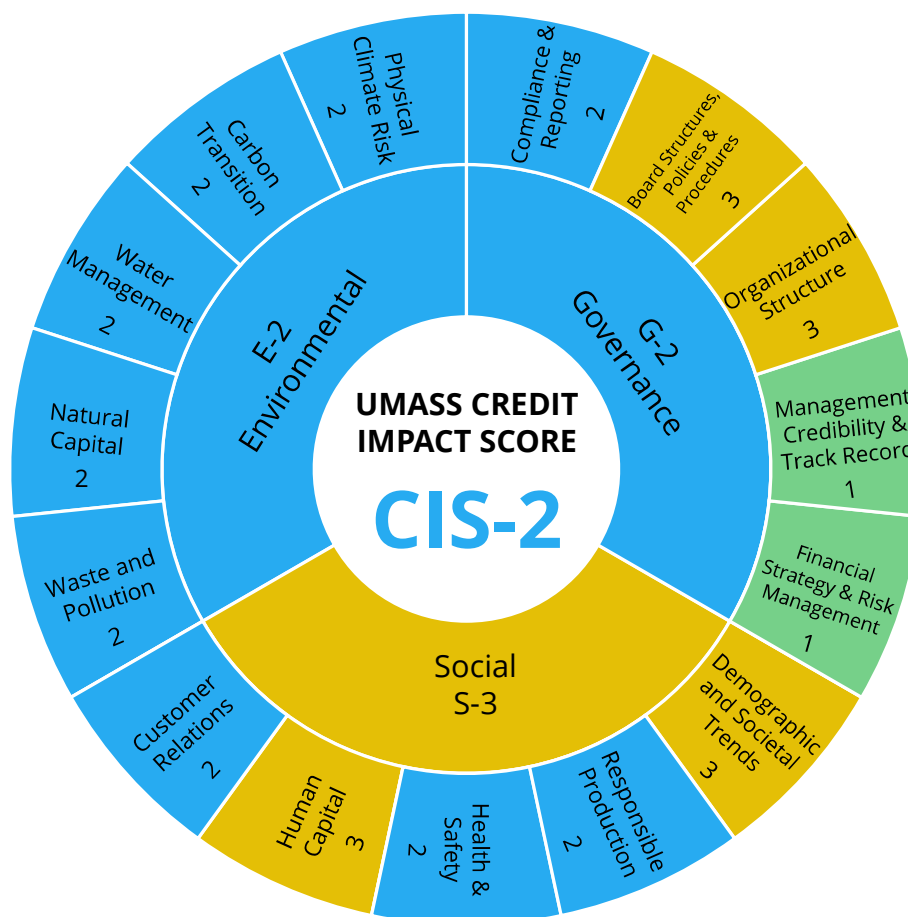 UMASS CREDIT
IMPACT SCORE
CIS-2
E-2
Environmental
G-2
Governance
Social
S-3
Compliance &
Reporting
2
Board Structures,
Policies &
Procedures
3
Organizational
Structure
3
Management
Credibility &
Track Record
1
Financial
Strategy & Risk
Management
1
Demographic
and Societal
Trends
3
Responsible
Production
2
Health &
Safety
2
Human
Capital
3
Customer
Relations
2
Waste and
Pollution
2
Natural
Capital
2
Water
Management
2
Carbon
Transition
2
Physical
Climate Risk
2